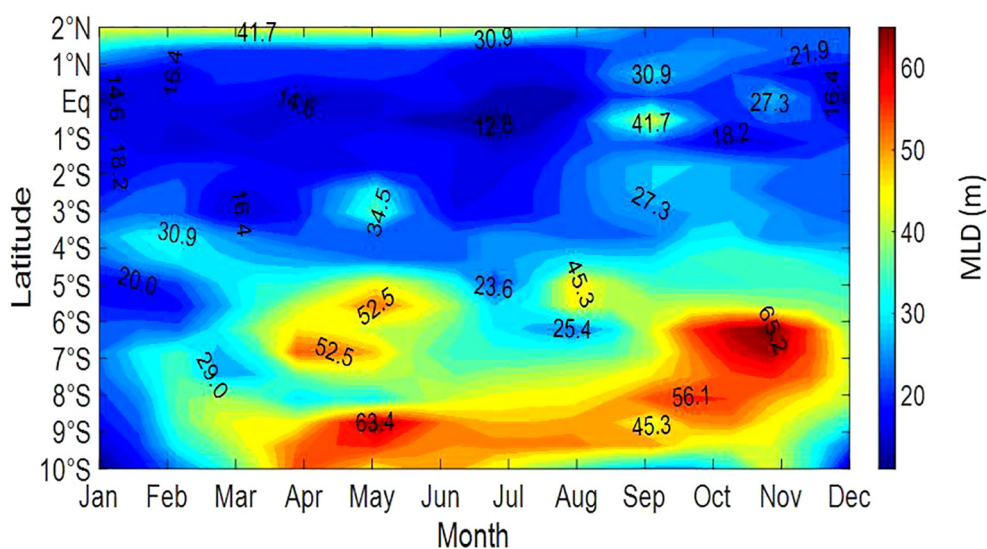 2°N
1°N
Eq
1°S
2°S
3°S
4°S
5°S
6°S
7°S
8°S
9°S
10°S
Latitude
41.7
30.9
21.9
16.4
30.9
14.6
14.6
27.3
16.4
12.8
41.7
18.2
18.2
16.4
34.5
27.3
30.9
20.0
23.6
45.3
52.5
25.4
65.2
52.5
29.0
56.1
63.4
45.3
Jan Feb Mar Apr May Jun Jul Aug Sep Oct Nov Dec
Month
60
50
40
30
20
MLD (m)